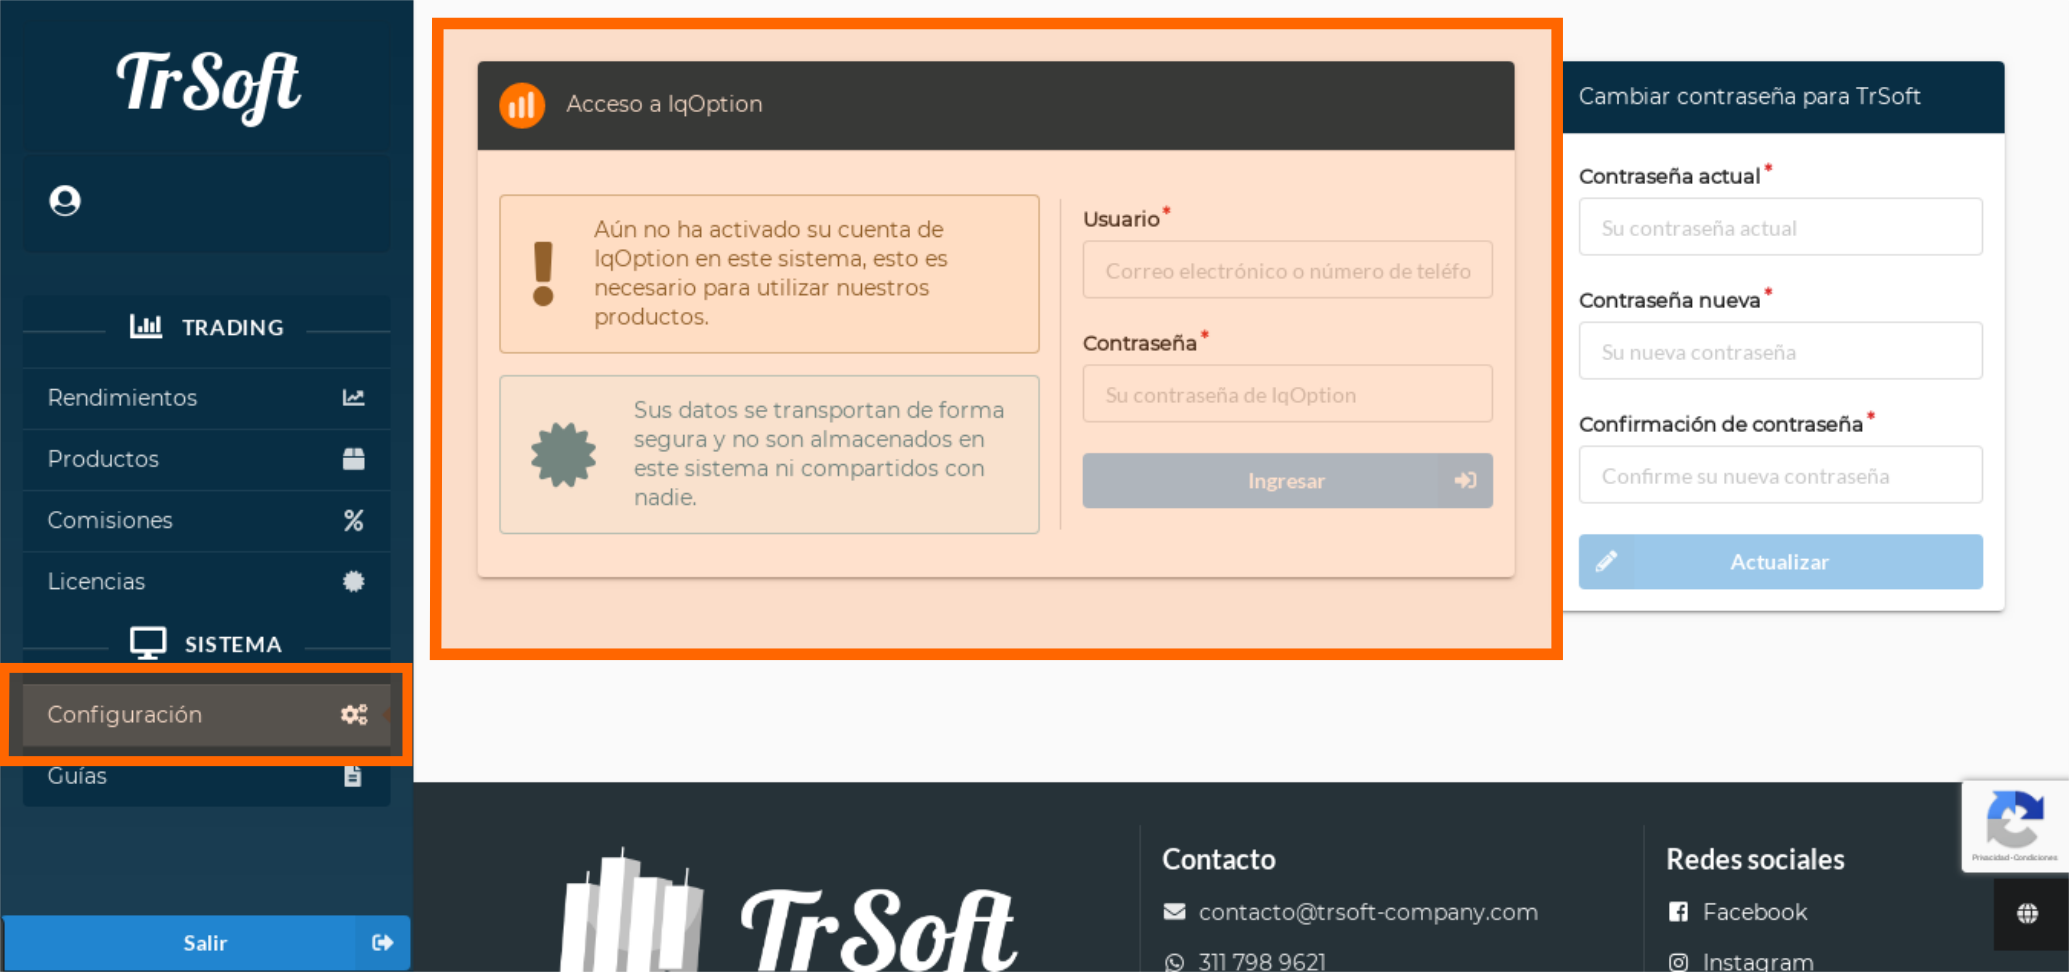 TrSoft
TRADING
Rendimientos
Productos
Comisiones
Licencias
SISTEMA
Configuración
Guías
Salir
Acceso a IqOption
Aún no ha activado su cuenta de
IqOption en este sistema, esto es
necesario para utilizar nuestros
productos.
Sus datos se transportan de forma
segura y no son almacenados en
este sistema ni compartidos con
nadie.
Usuario*
Correo electrónico o número de teléfo
Contraseña*
Su contraseña de IqOption
Ingresar
Cambiar contraseña para TrSoft
Contraseña actual*
Su contraseña actual
Contraseña nueva*
Su nueva contraseña
Confirmación de contraseña*
Confirme su nueva contraseña
Actualizar
TrSoft
Contacto
contacto@trsoft-company.com
311 798 9621
Redes sociales
Facebook
Instagram
Privacidad - Condiciones